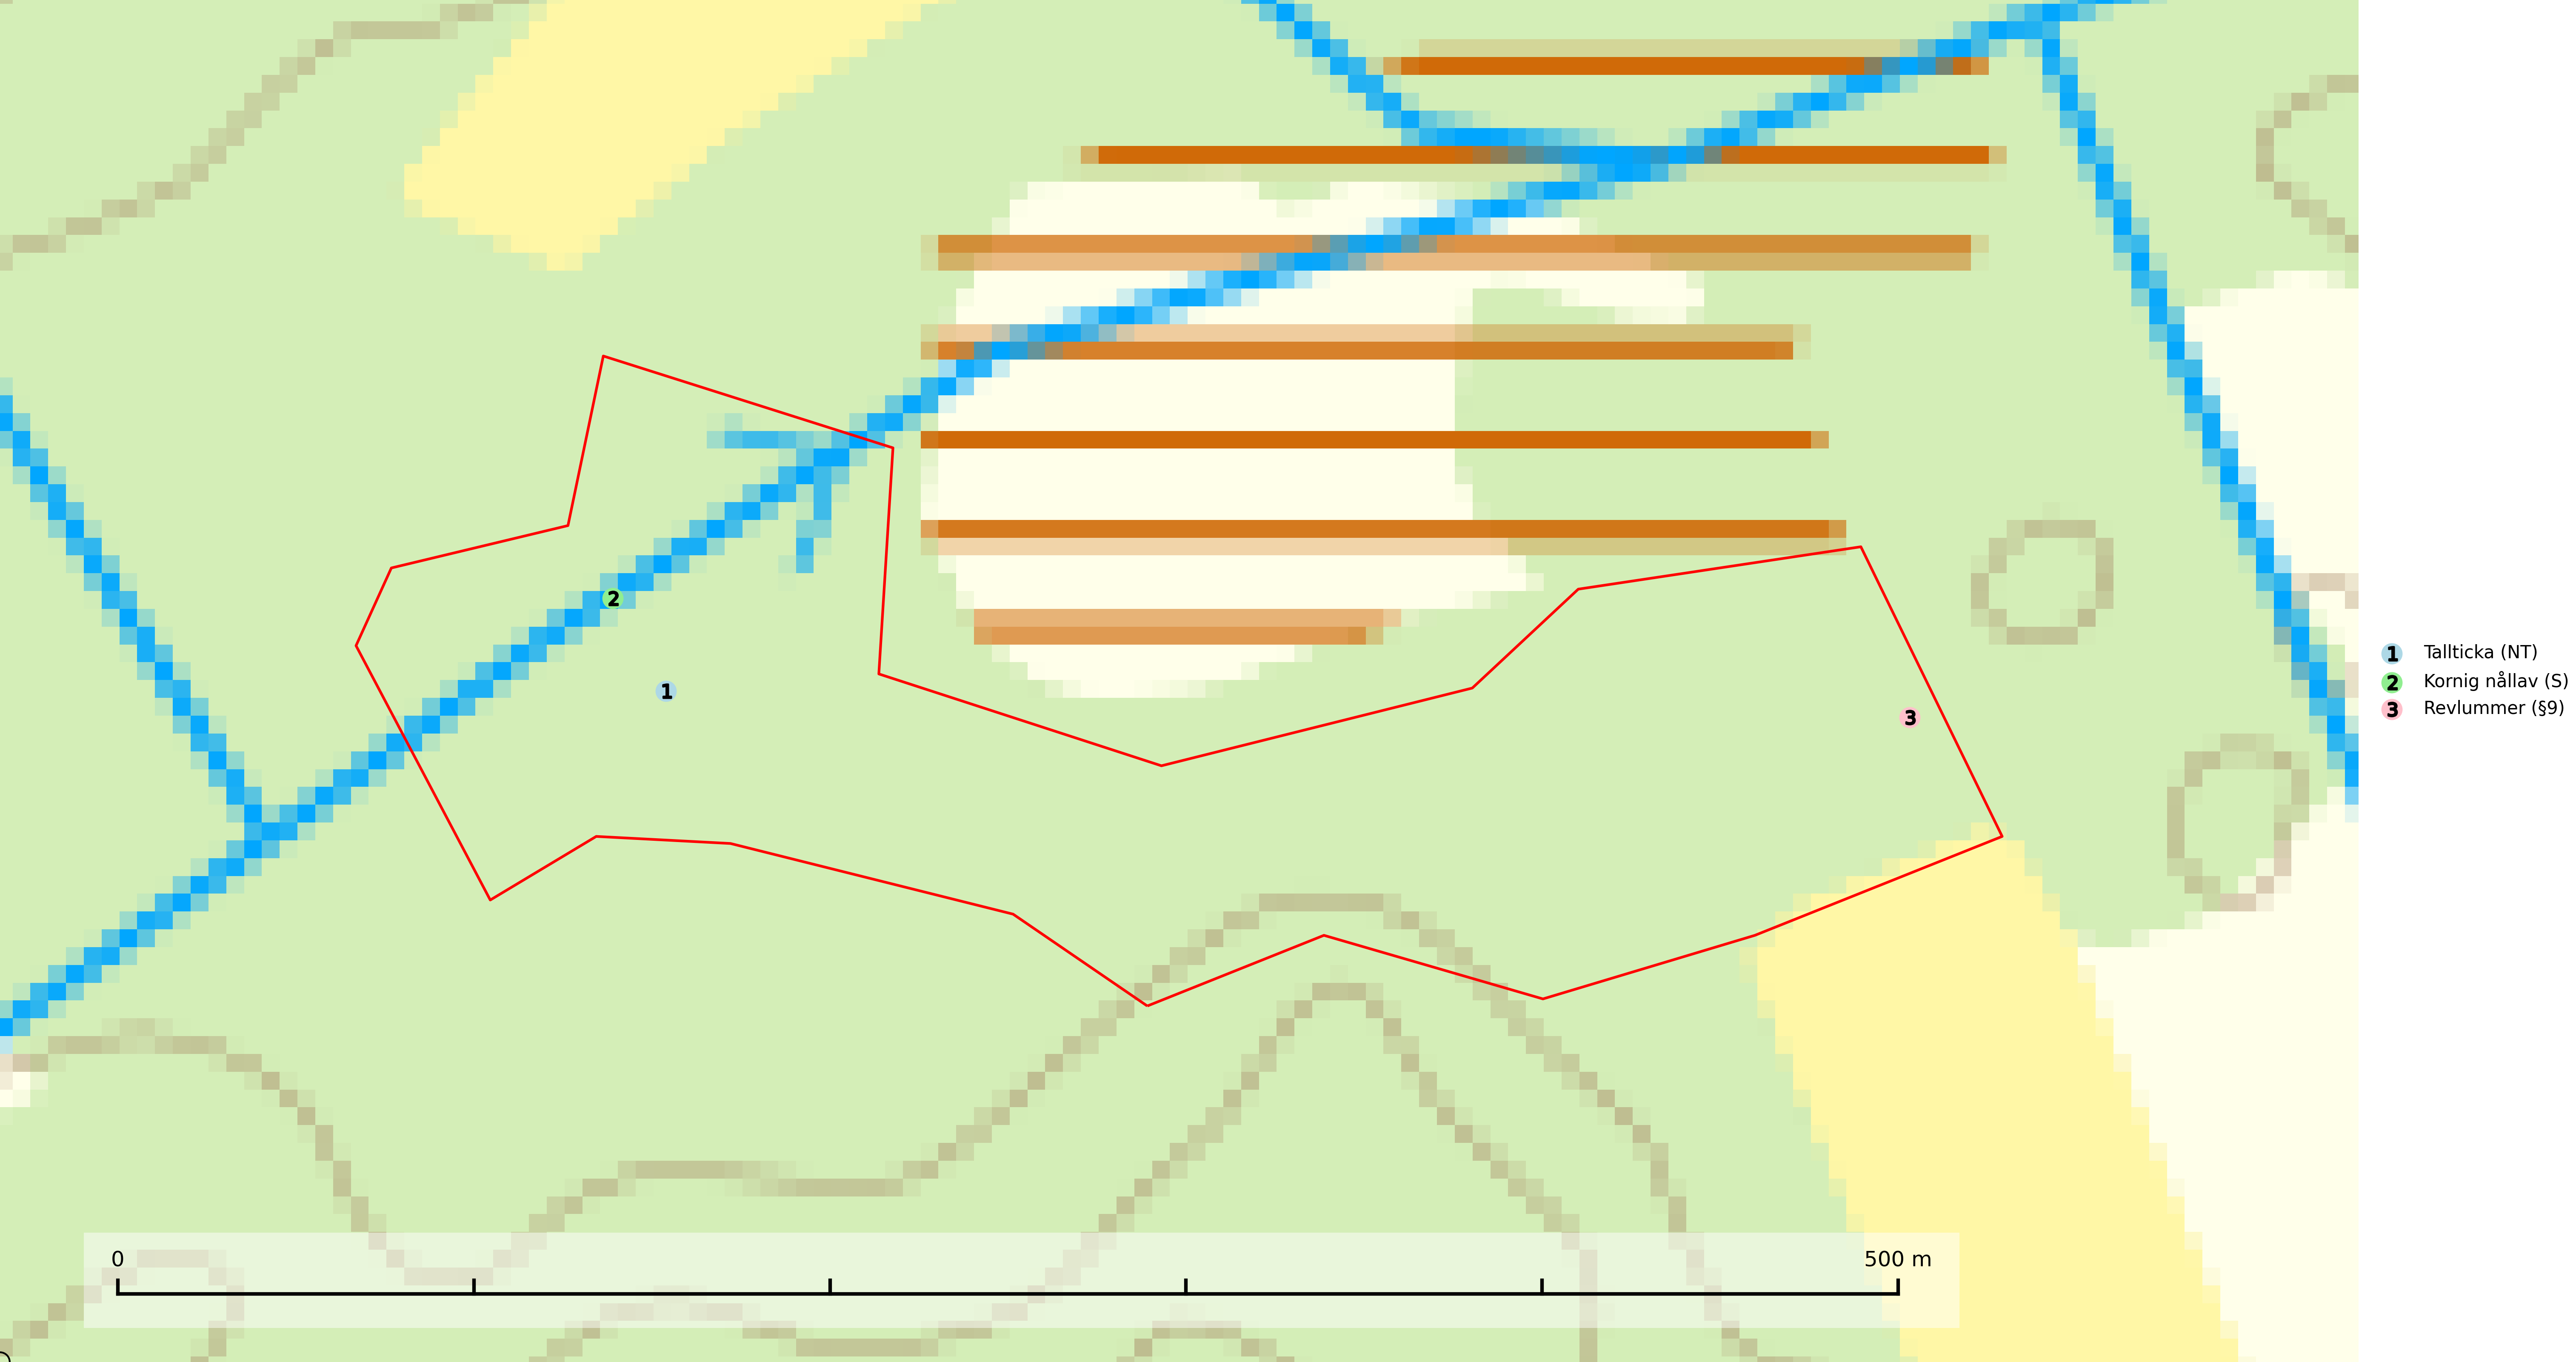 2
1
3
1 Tallticka (NT)
2 Kornig nållav (S)
3 Revlummer (§9)
0 500 m